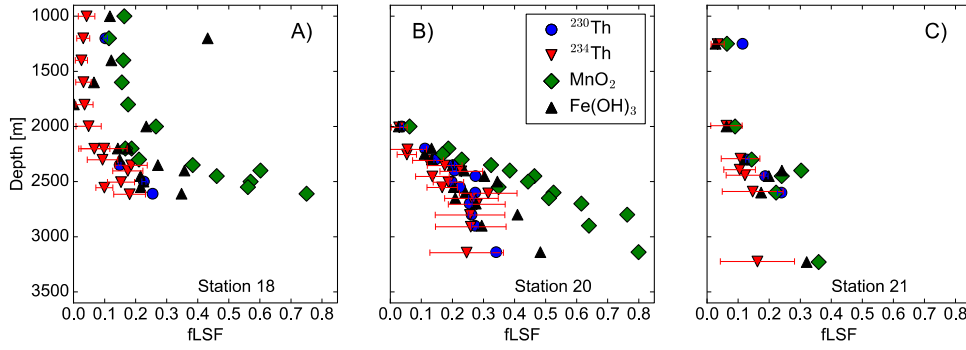 A)
B)
C)
²³⁰Th
²³⁴Th
MnO₂
Fe(OH)₃
Depth [m]
1000
1500
2000
2500
3000
3500
Station 18
Station 20
Station 21
0.0 0.1 0.2 0.3 0.4 0.5 0.6 0.7 0.8
0.0 0.1 0.2 0.3 0.4 0.5 0.6 0.7 0.8
0.0 0.1 0.2 0.3 0.4 0.5 0.6 0.7 0.8
fLSF
fLSF
fLSF